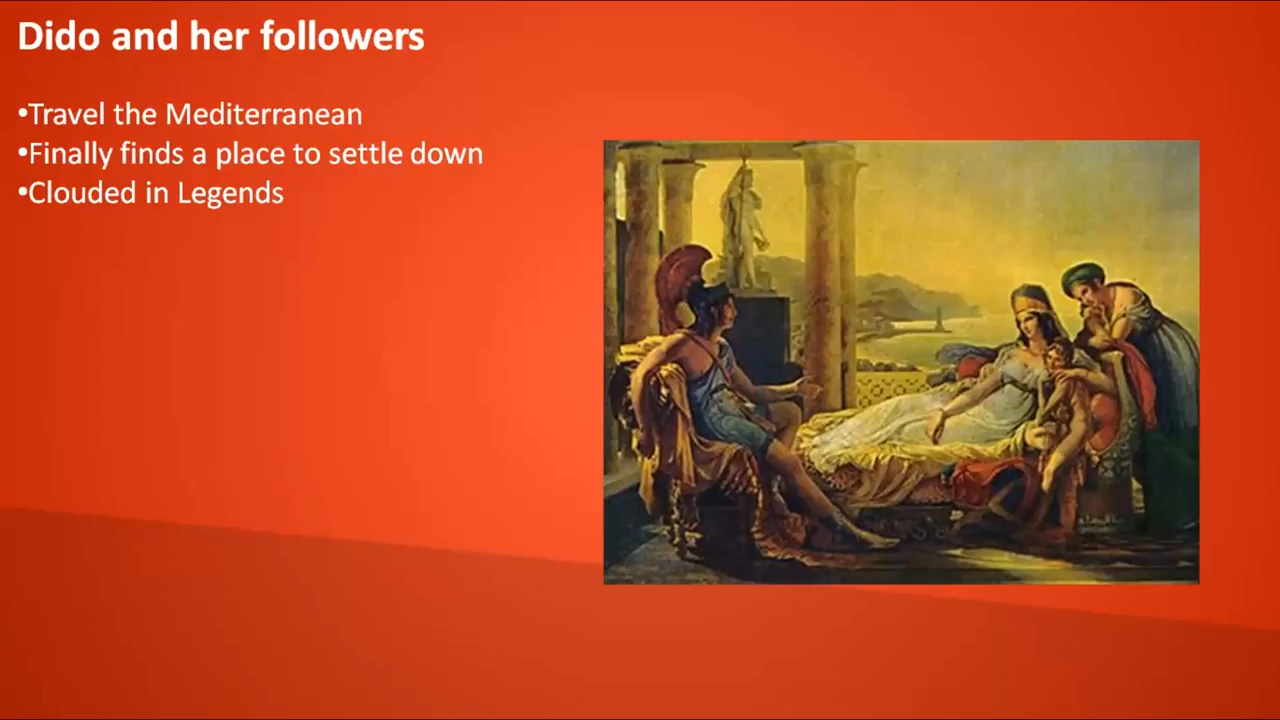 Dido and her followers
•Travel the Mediterranean
•Finally finds a place to settle down
•Clouded in Legends